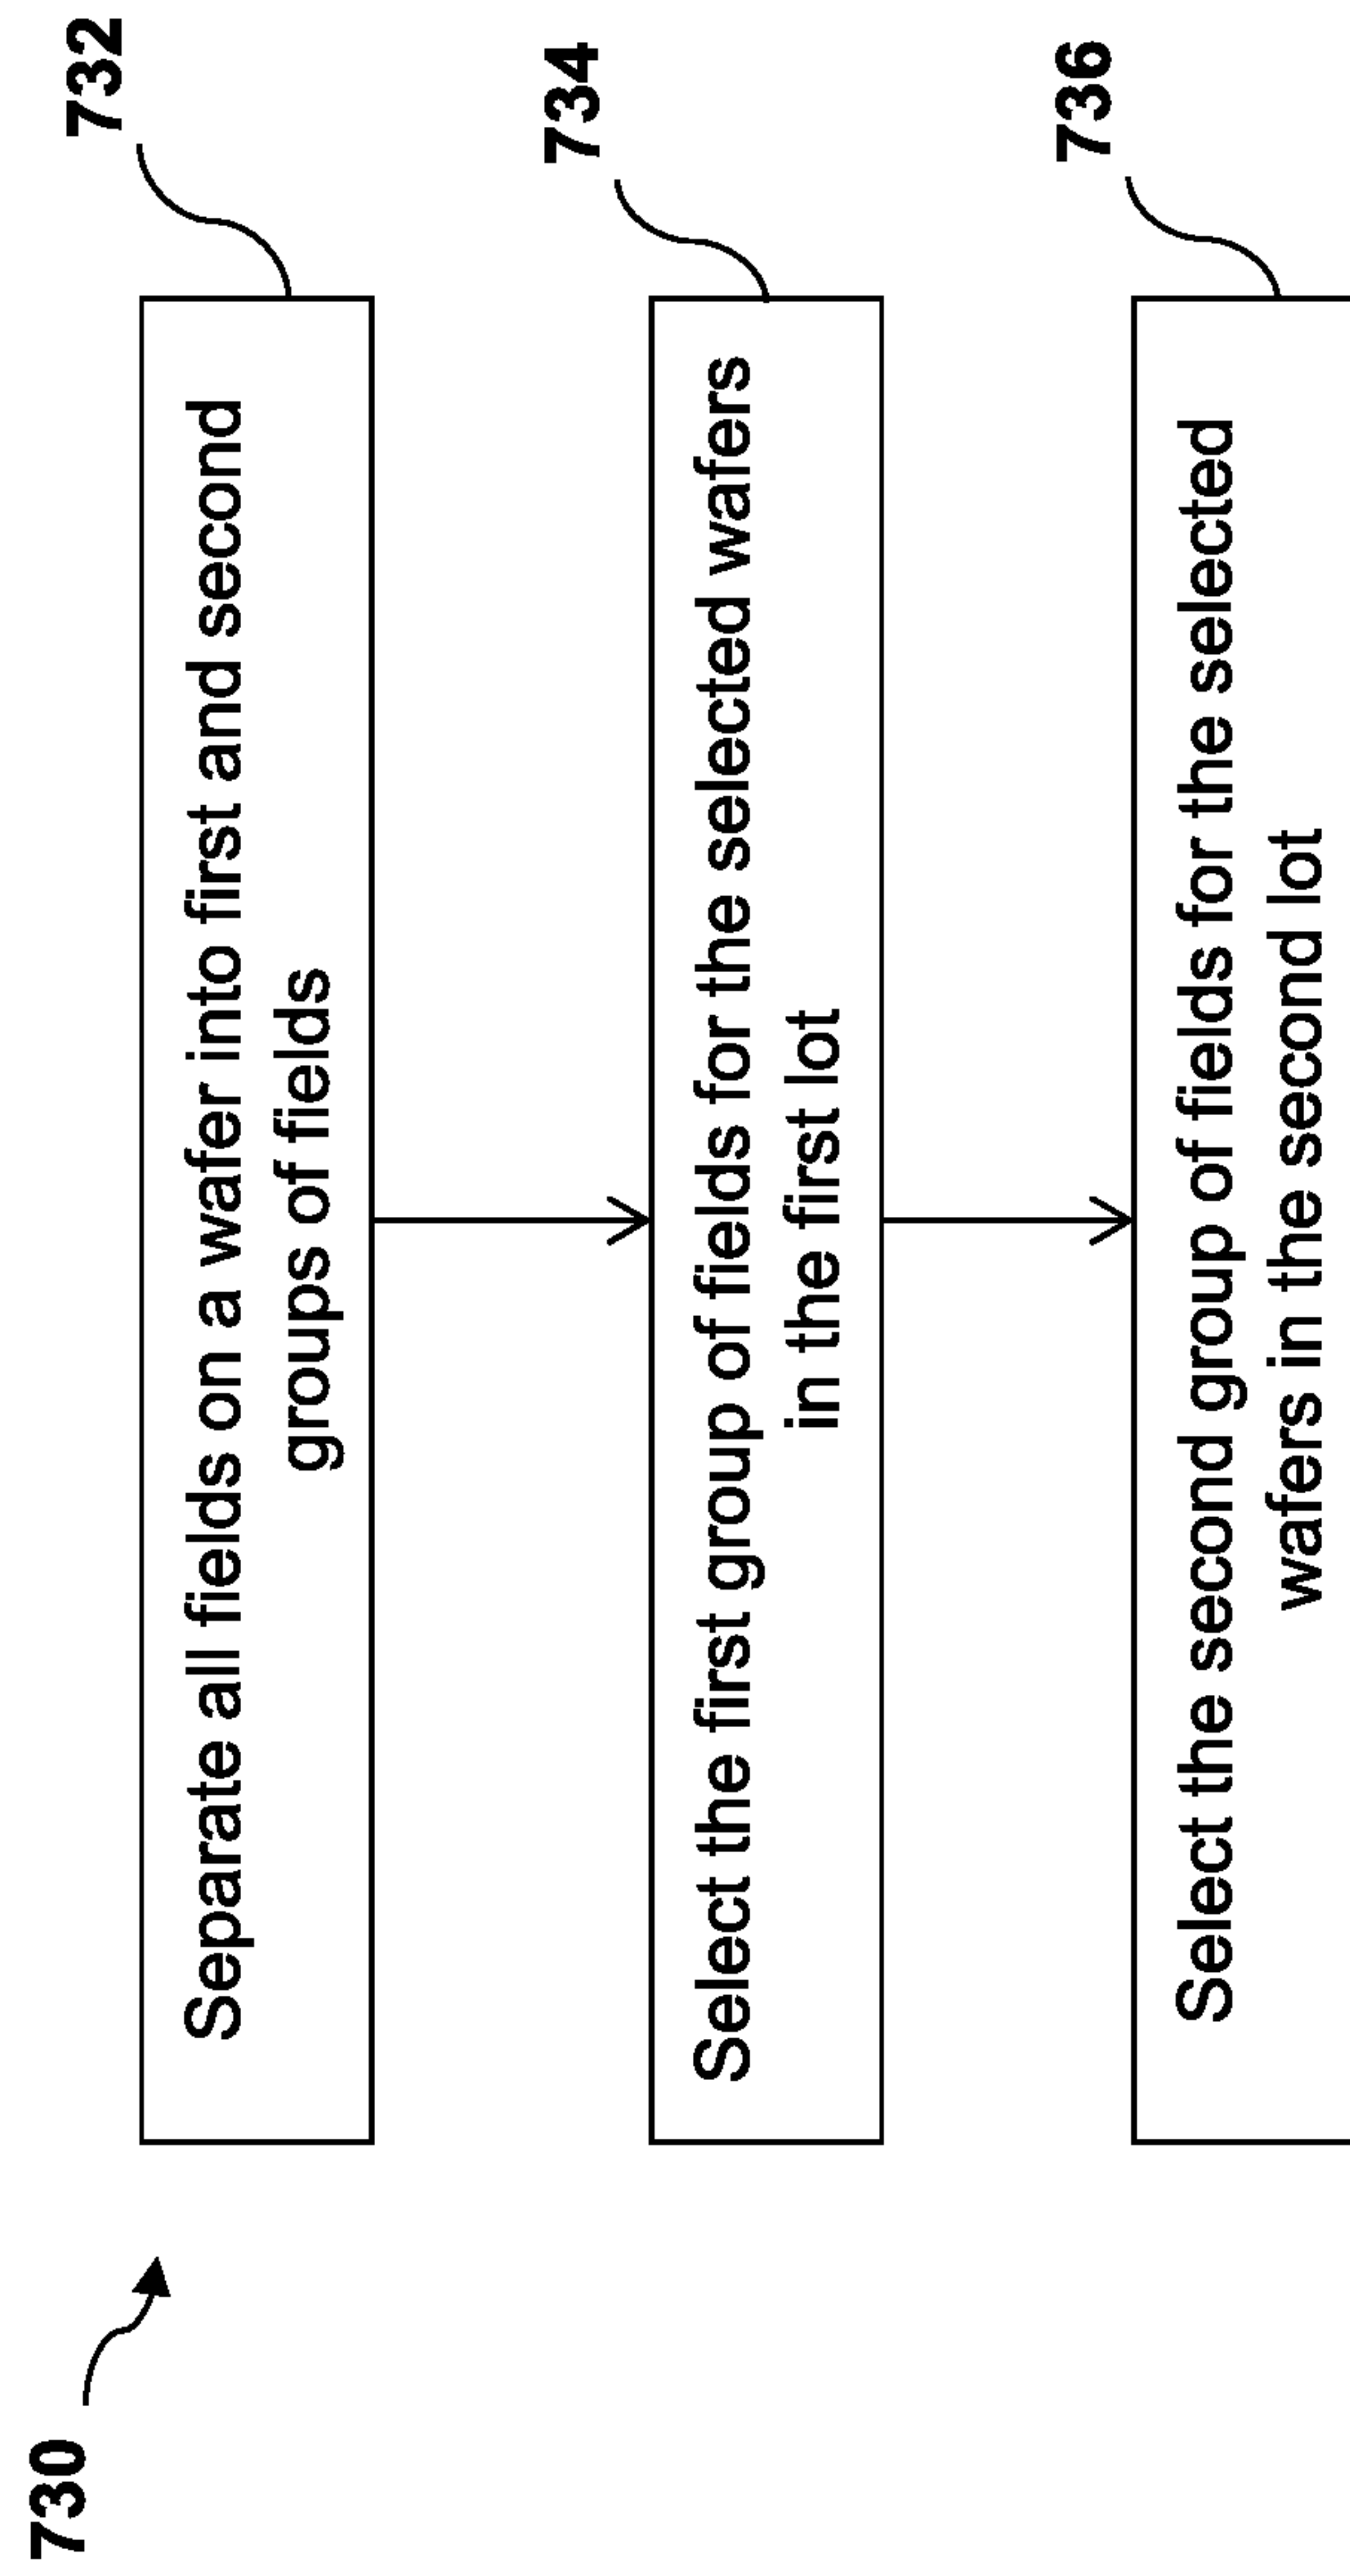 730
732
Separate all fields on a wafer into first and second
groups of fields
734
Select the first group of fields for the selected wafers
in the first lot
736
Select the second group of fields for the selected
wafers in the second lot